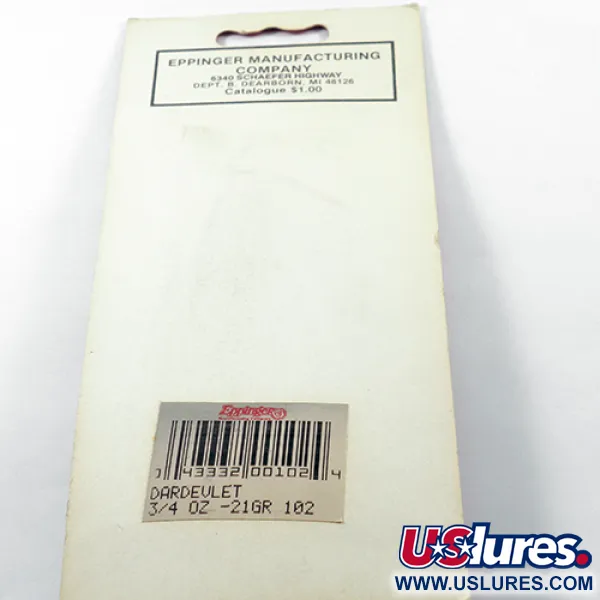 EPPINGER MANUFACTURING
COMPANY
6340 SCHAEFER HIGHWAY
DEPT. B. DEARBORN, MI 48126
Catalogue $1.00
Eppinger
0 43332 00102 4
DARDEVLET
3/4 OZ -21GR 102
USlures.
WWW.USLURES.COM